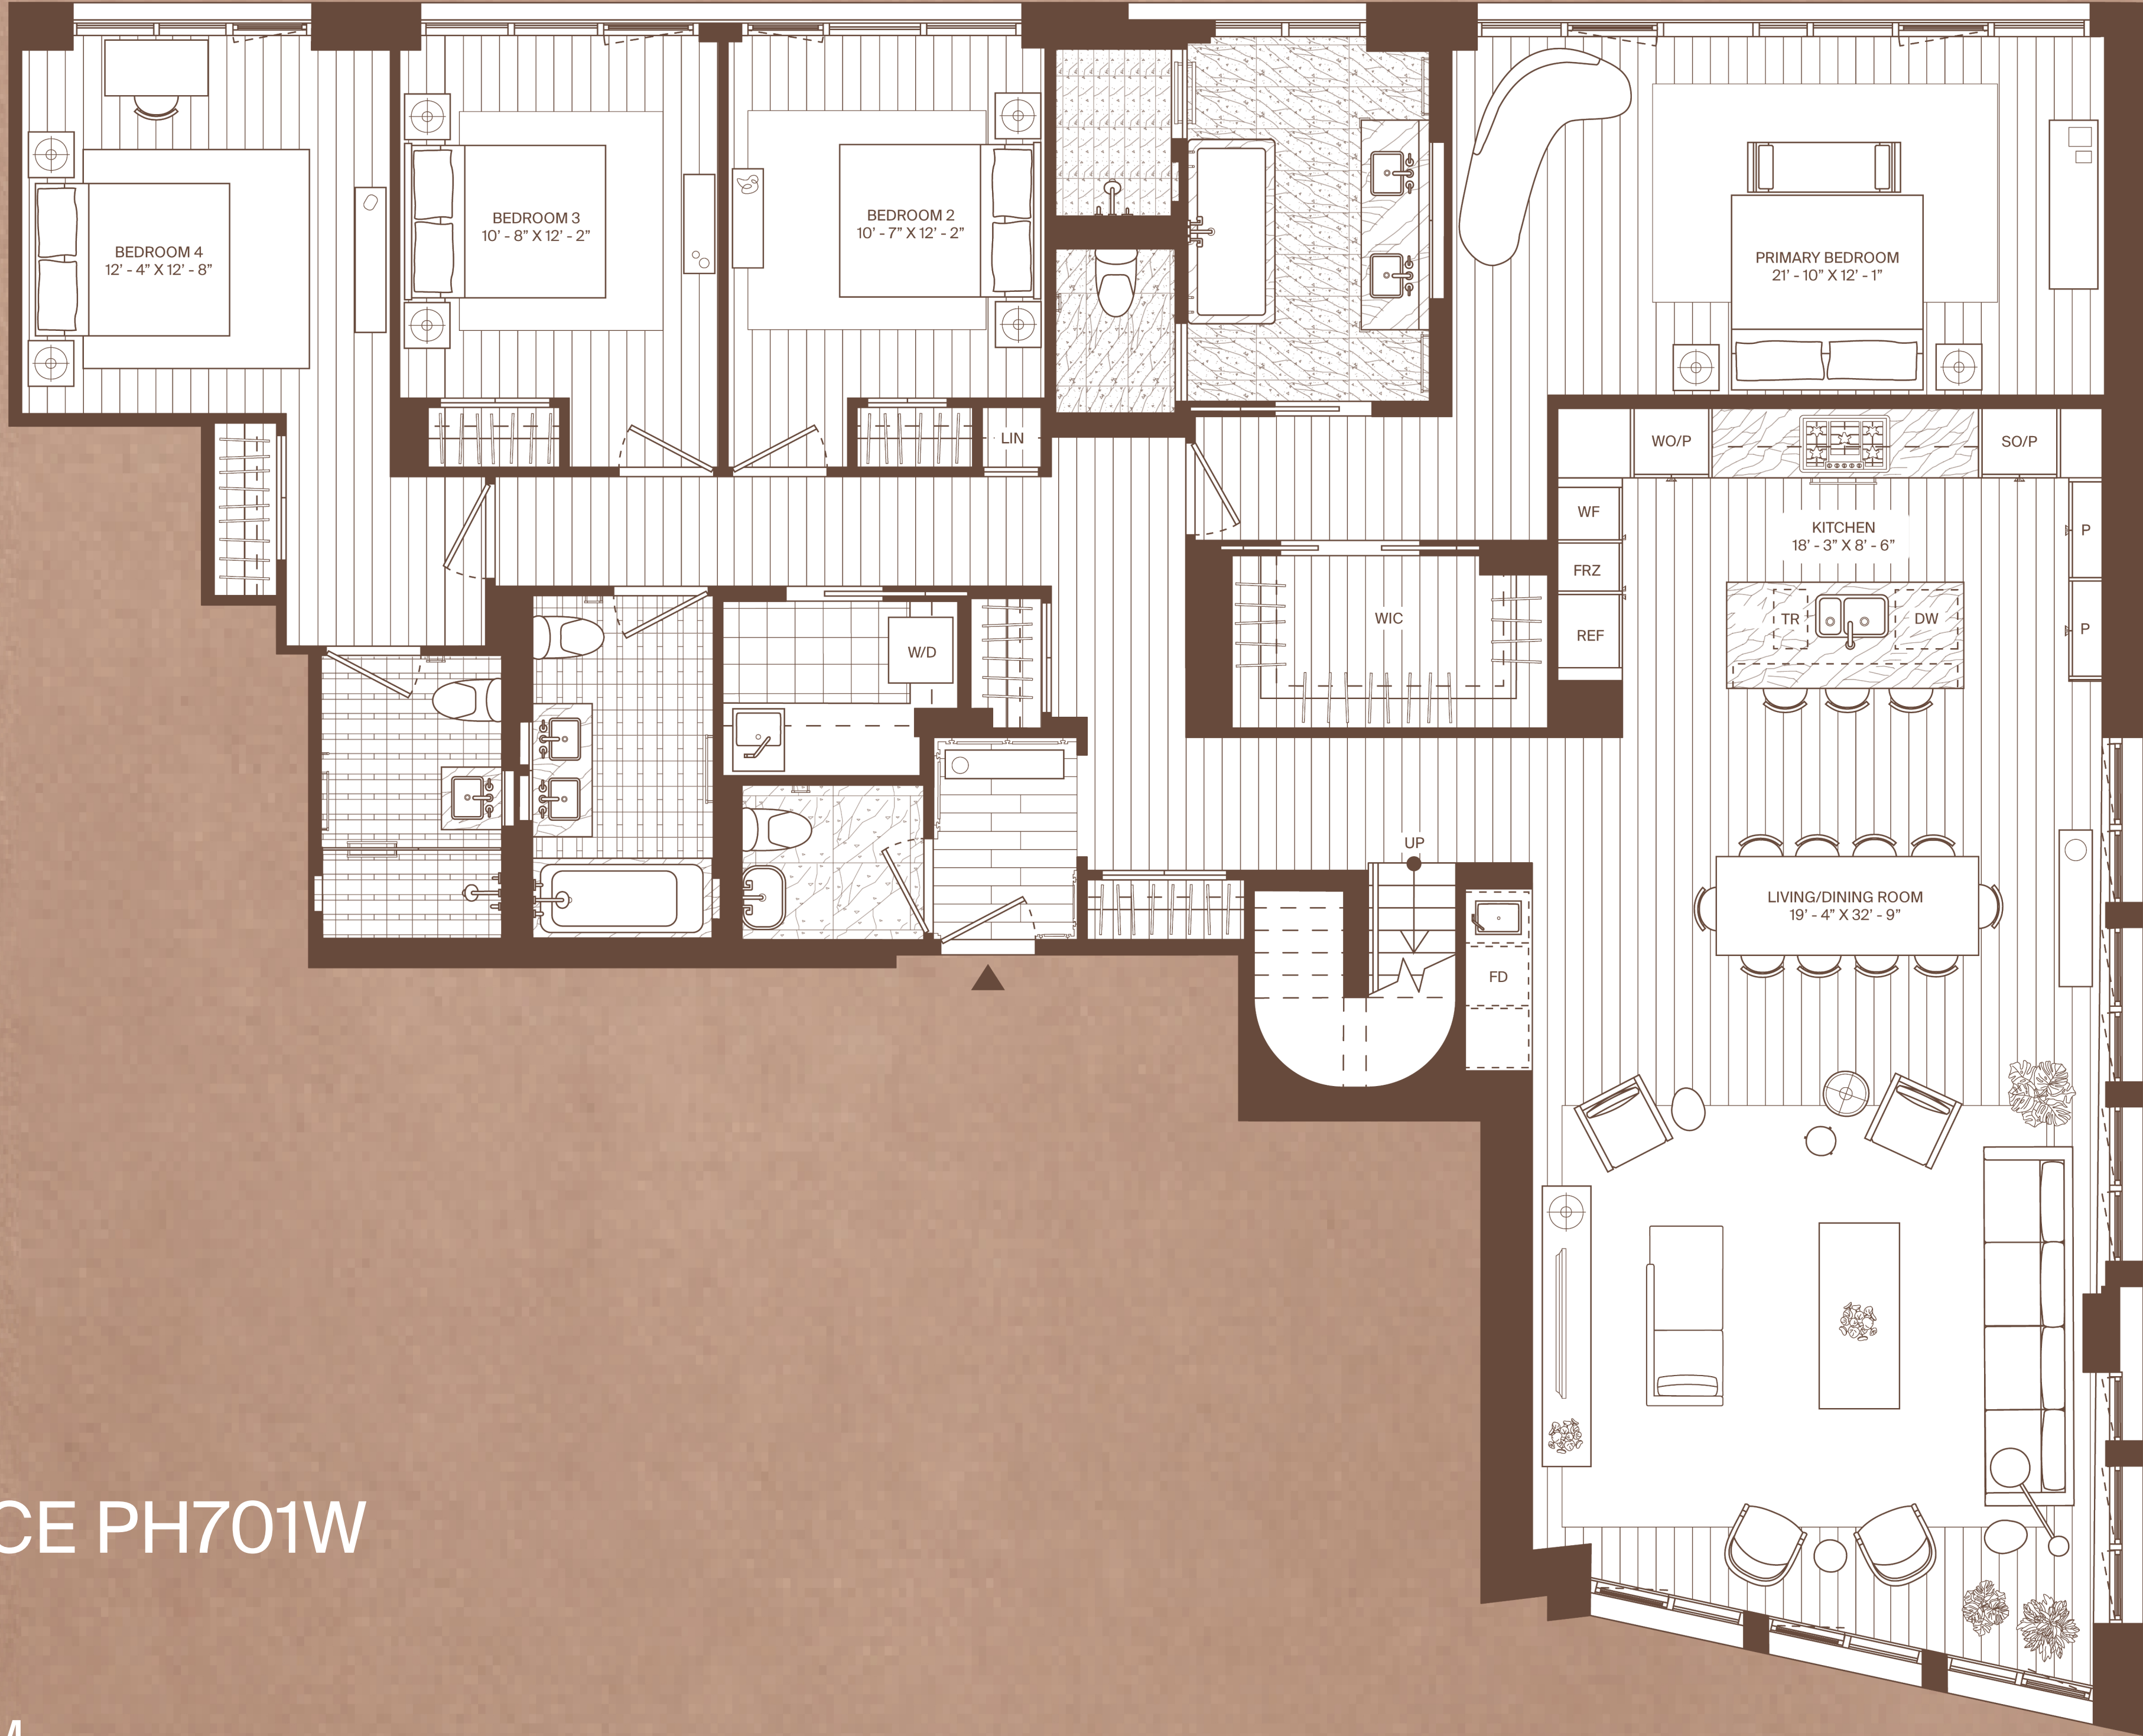 BEDROOM 4
12' - 4" X 12' - 8"
BEDROOM 3
10' - 8" X 12' - 2"
BEDROOM 2
10' - 7" X 12' - 2"
PRIMARY BEDROOM
21' - 10" X 12' - 1"
LIN
WO/P
SO/P
WF
FRZ
REF
KITCHEN
18' - 3" X 8' - 6"
P
P
TR
DW
WIC
W/D
UP
LIVING/DINING ROOM
19' - 4" X 32' - 9"
FD
CE PH701W